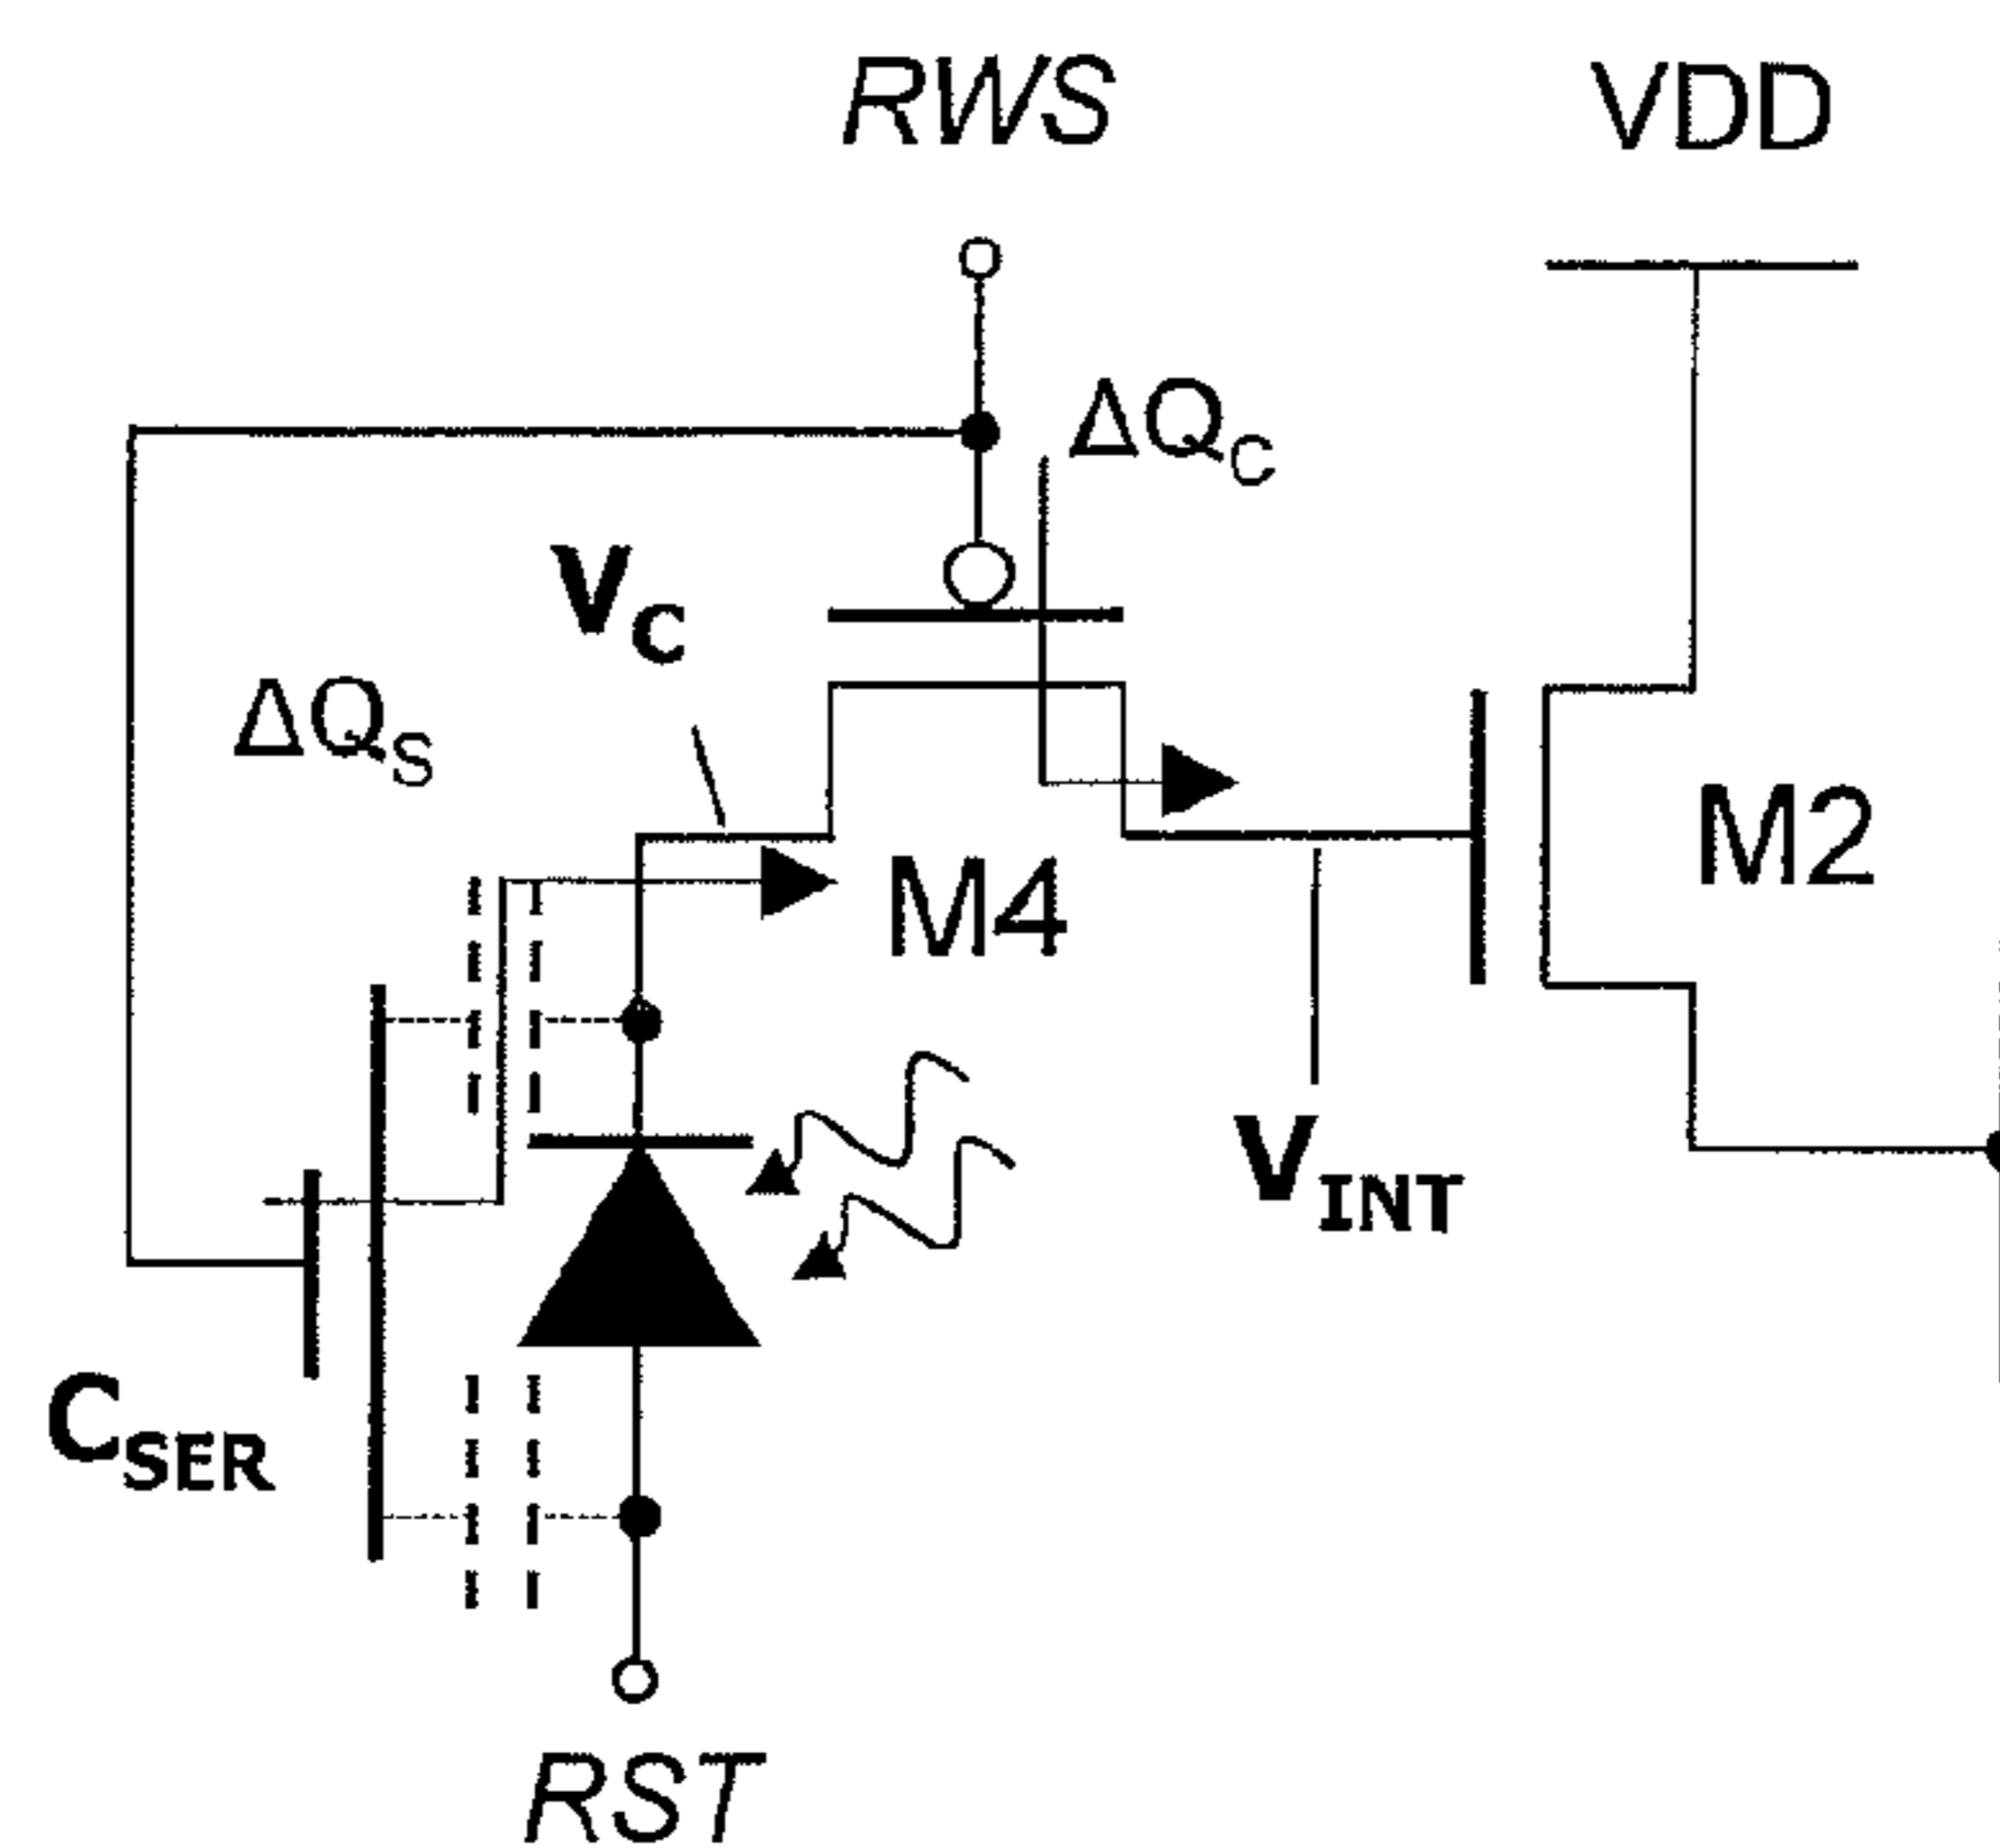 RWS
VDD
ΔQC
VC
ΔQS
M2
M4
VINT
CSER
RST